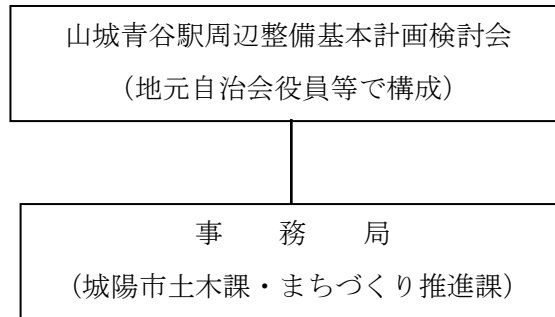 山城青谷駅周辺整備基本計画検討会
（地元自治会役員等で構成）
事　務　局
（城陽市土木課・まちづくり推進課）